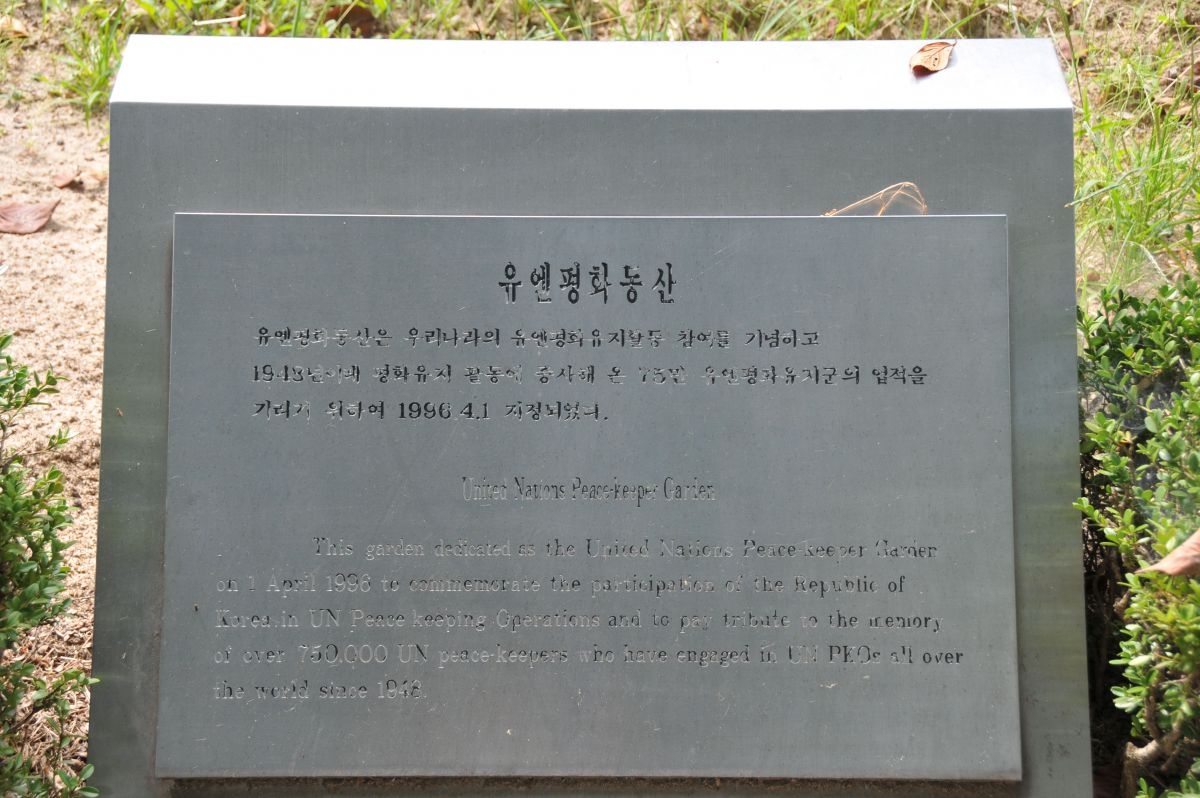 유엔평화동산
유엔평화동산은 우리나라의 유엔평화유지활동 참여를 기념하고
1948년이래 평화유지 활동에 종사해 온 75만 유엔평화유지군의 업적을
기리기 위하여 1996.4.1 지정되었다.
United Nations Peace-keeper Garden
This garden dedicated as the United Nations Peace-keeper Garden
on 1 April 1996 to commemorate the participation of the Republic of
Korea in UN Peace-keeping Operations and to pay tribute to the memory
of over 750,000 UN peace-keepers who have engaged in UN PKOs all over
the world since 1948.